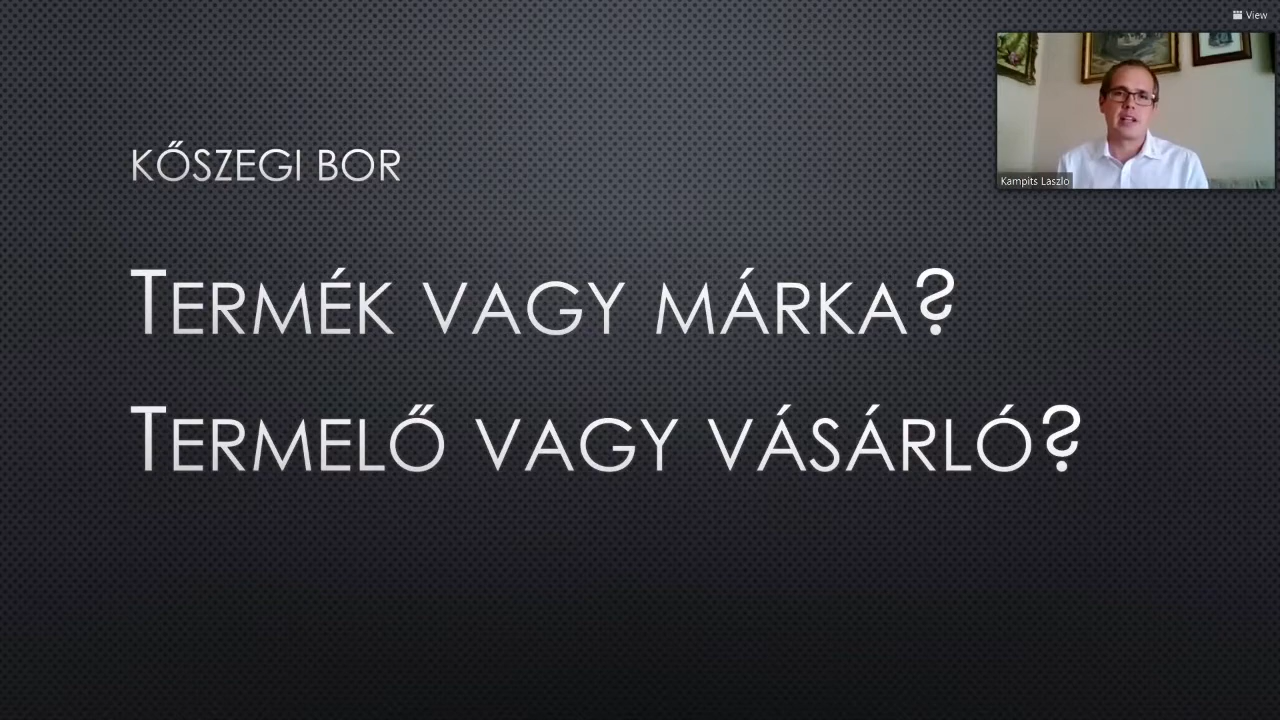 View
Kampits Laszlo
KŐSZEGI BOR
TERMÉK VAGY MÁRKA?
TERMELŐ VAGY VÁSÁRLÓ?